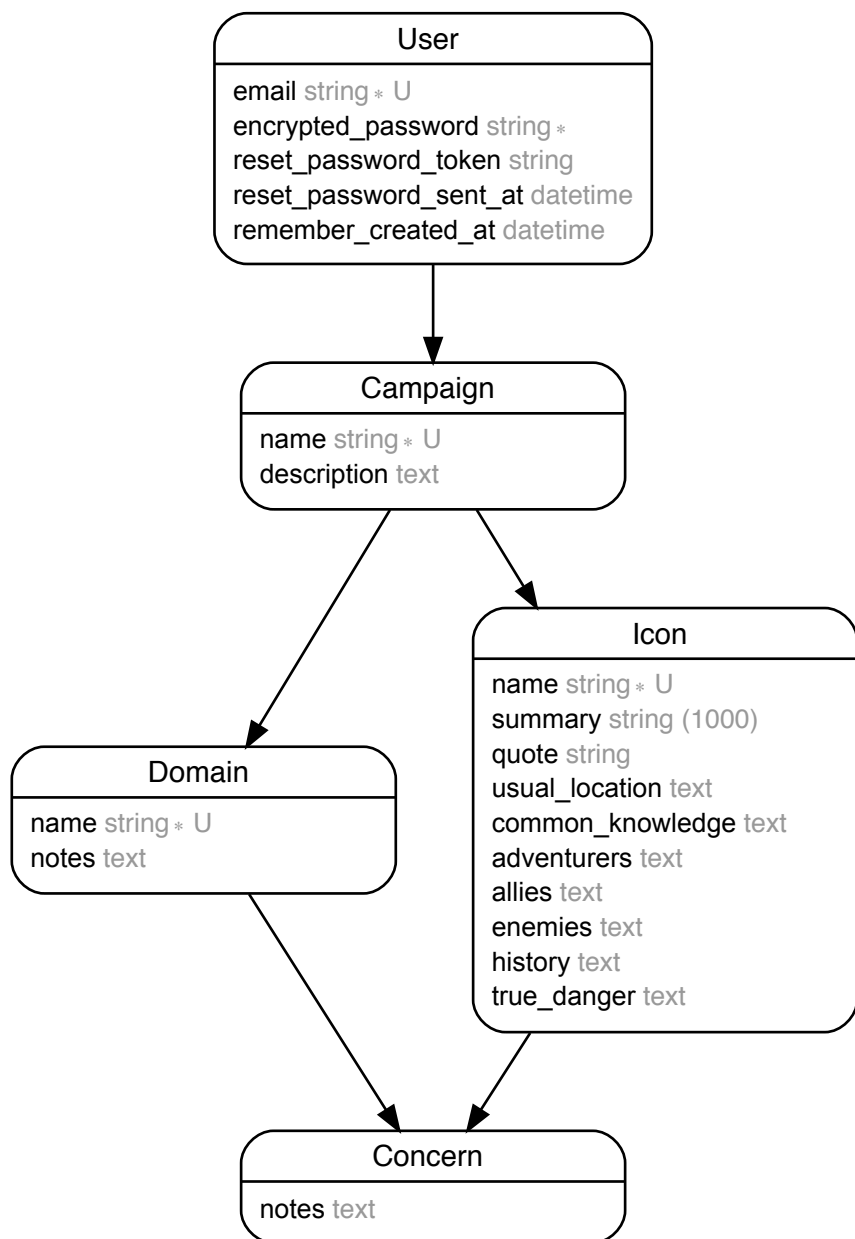 User
email string* U
encrypted_password string*
reset_password_token string
reset_password_sent_at datetime
remember_created_at datetime
Campaign
name string* U
description text
Domain
name string* U
notes text
Icon
name string* U
summary string (1000)
quote string
usual_location text
common_knowledge text
adventurers text
allies text
enemies text
history text
true_danger text
Concern
notes text